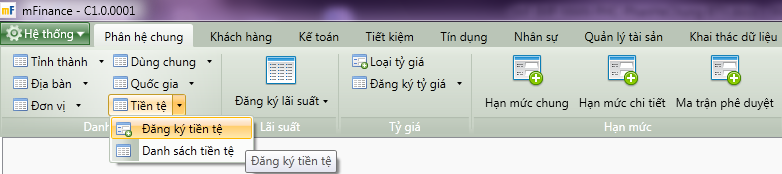 mF mFinance - C1.0.0001
Hệ thống Phân hệ chung Khách hàng Kế toán Tiết kiệm Tín dụng Nhân sự Quản lý tài sản Khai thác dữ liệu
Tỉnh thành Dùng chung
Địa bàn Quốc gia
Đơn vị Tiền tệ
Danh
Đăng ký tiền tệ
Danh sách tiền tệ
Đăng ký tiền tệ
Đăng ký lãi suất
Lãi suất
Loại tỷ giá
Đăng ký tỷ giá
Tỷ giá
Hạn mức chung Hạn mức chi tiết Ma trận phê duyệt
Hạn mức